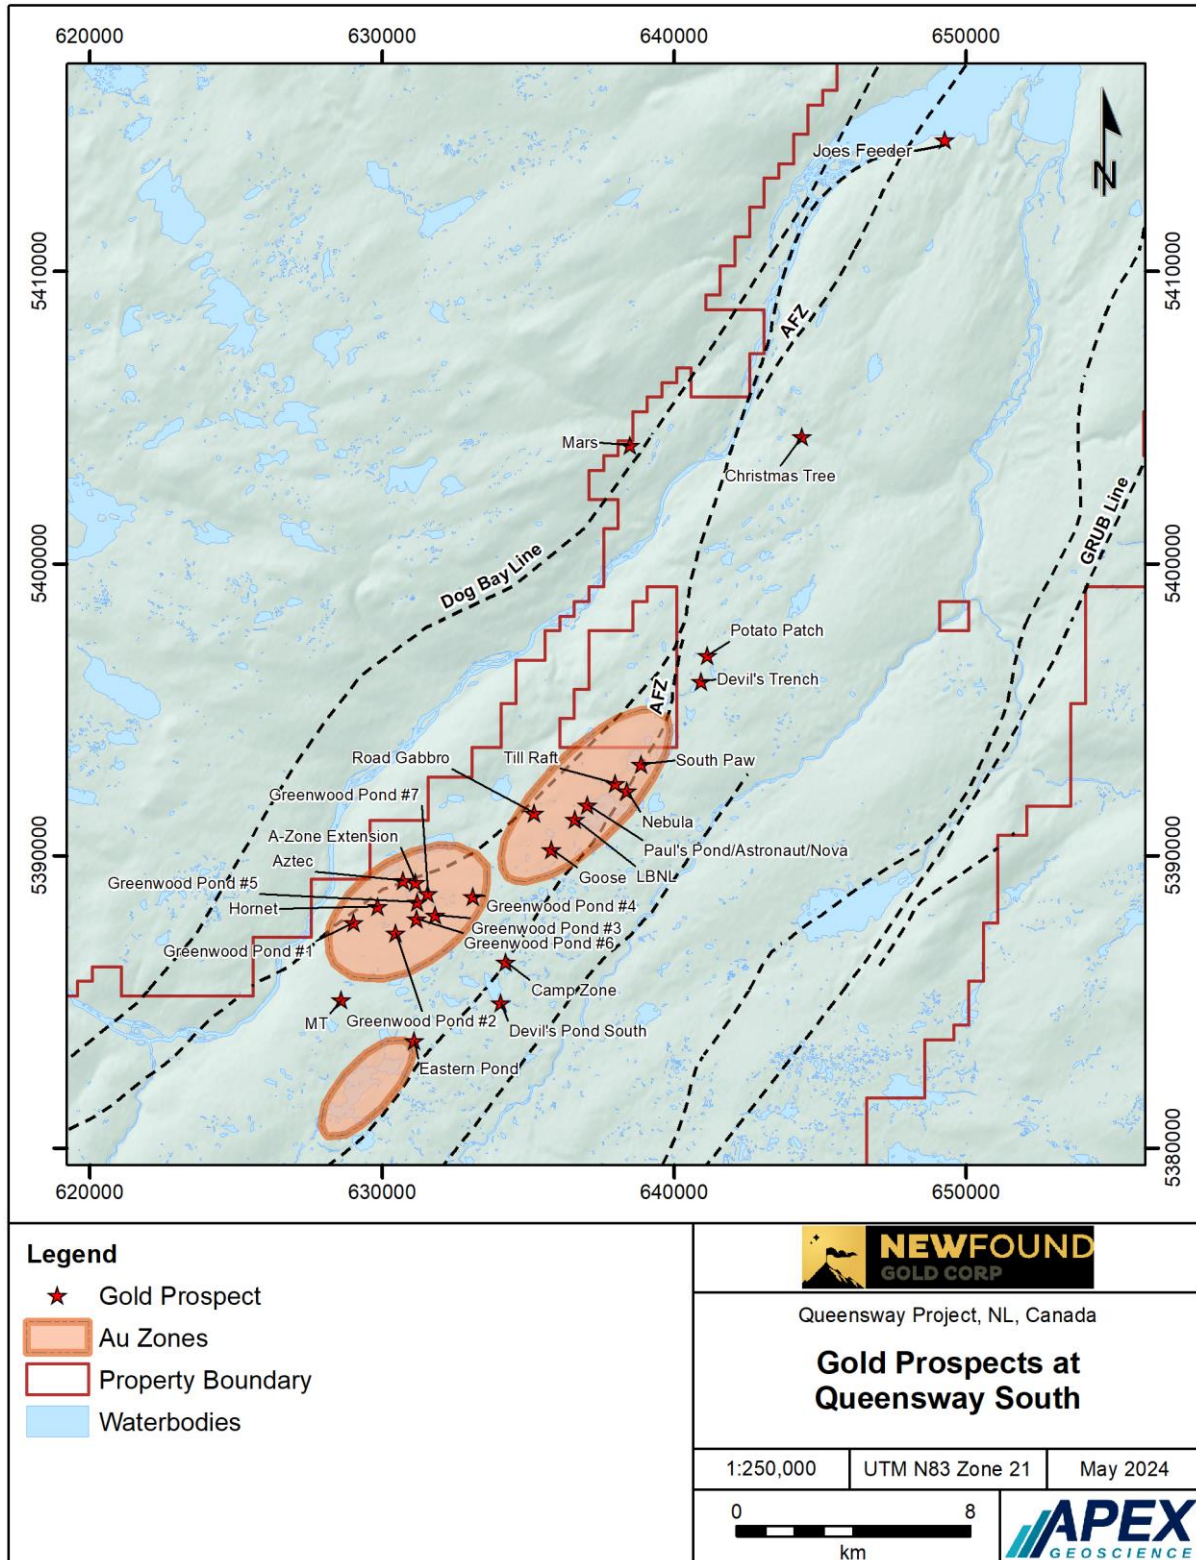 620000
630000
640000
650000
Joes Feeder
N
5410000
5410000
AFZ
Mars
Christmas Tree
GRUB Line
Dog Bay Line
5400000
5400000
Potato Patch
Devil's Trench
AFZ
Road Gabbro
Till Raft
South Paw
Greenwood Pond #7
Nebula
A-Zone Extension
Paul's Pond/Astronaut/Nova
5390000
5390000
Aztec
Goose
LBNL
Greenwood Pond #5
Hornet
Greenwood Pond #4
Greenwood Pond #3
Greenwood Pond #1
Greenwood Pond #6
Camp Zone
MT
Greenwood Pond #2
Devil's Pond South
Eastern Pond
5380000
5380000
620000
630000
640000
650000
Legend
Gold Prospect
Au Zones
Property Boundary
Waterbodies
NEWFOUND
GOLD CORP
Queensway Project, NL, Canada
Gold Prospects at
Queensway South
1:250,000
UTM N83 Zone 21
May 2024
0
8
km
APEX
GEOSCIENCE